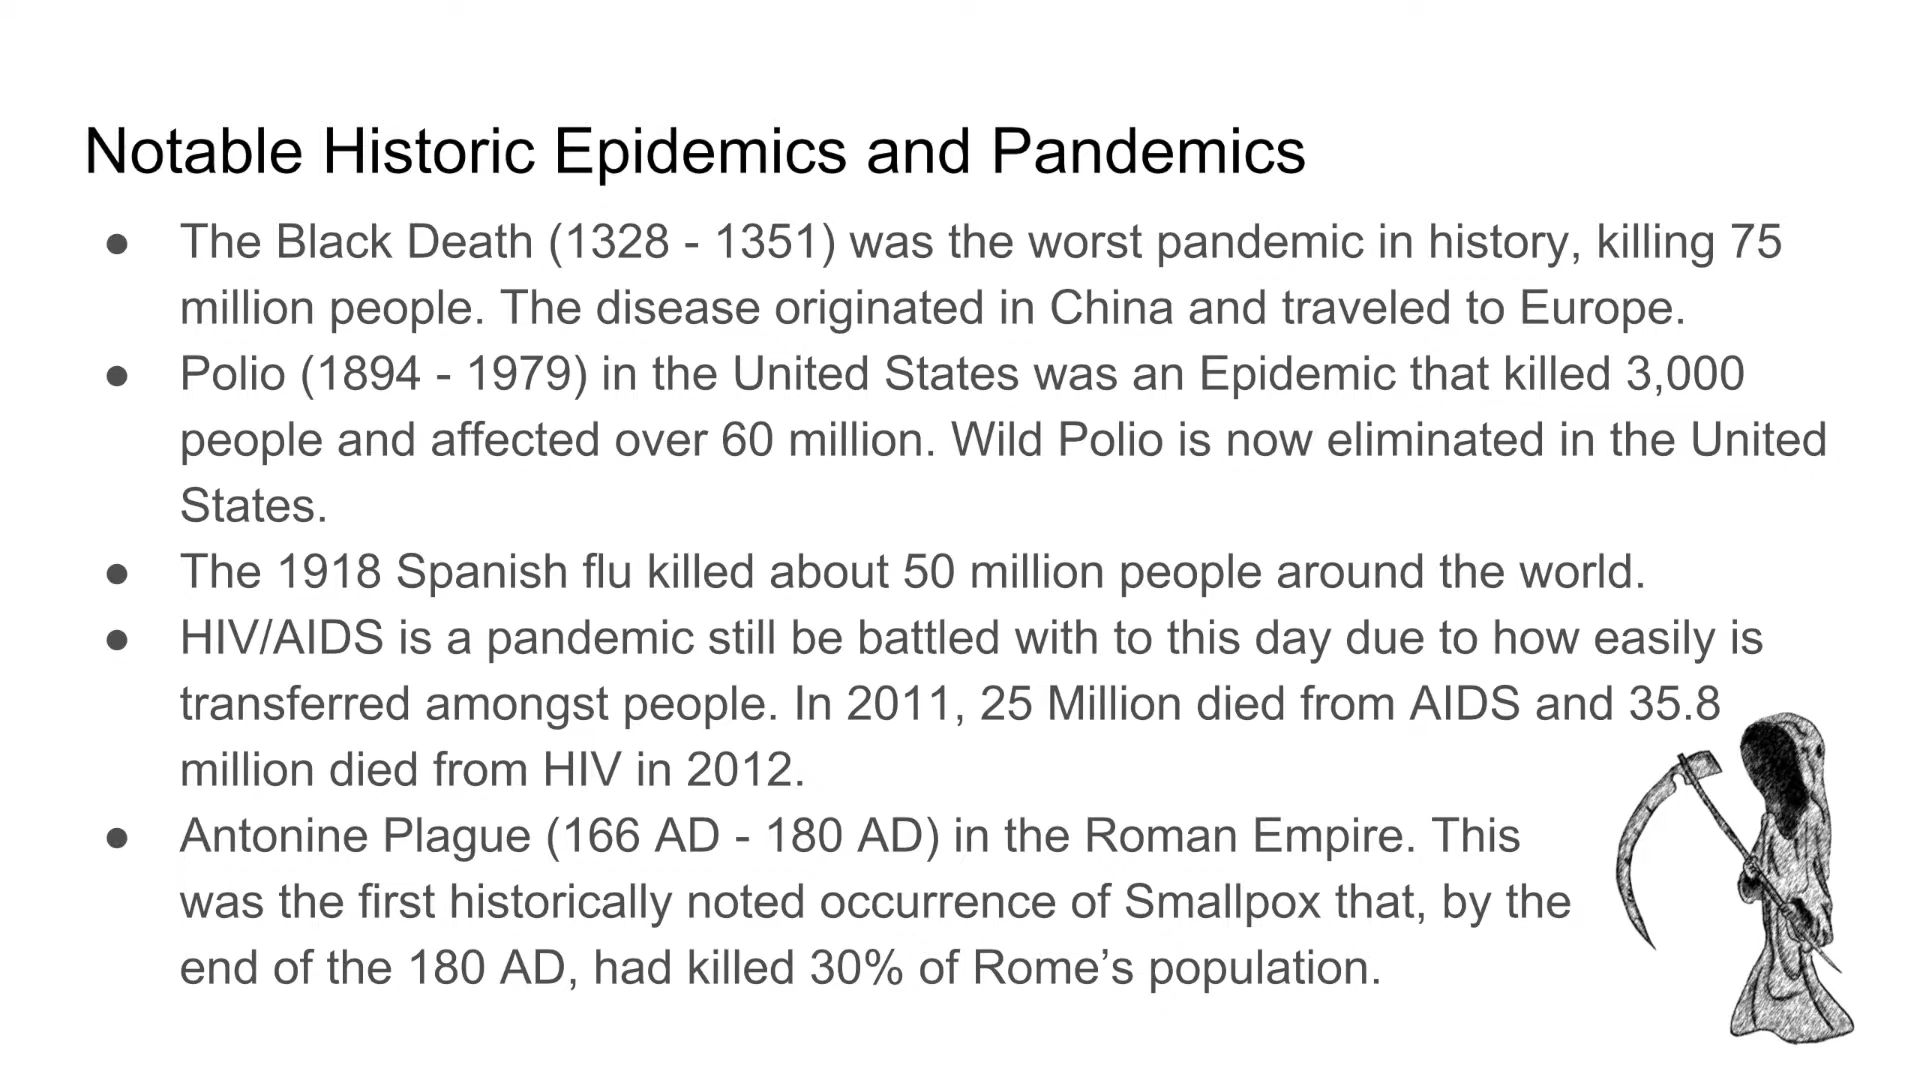 Notable Historic Epidemics and Pandemics
● The Black Death (1328 - 1351) was the worst pandemic in history, killing 75
million people. The disease originated in China and traveled to Europe.
● Polio (1894 - 1979) in the United States was an Epidemic that killed 3,000
people and affected over 60 million. Wild Polio is now eliminated in the United
States.
● The 1918 Spanish flu killed about 50 million people around the world.
● HIV/AIDS is a pandemic still be battled with to this day due to how easily is
transferred amongst people. In 2011, 25 Million died from AIDS and 35.8
million died from HIV in 2012.
● Antonine Plague (166 AD - 180 AD) in the Roman Empire. This
was the first historically noted occurrence of Smallpox that, by the
end of the 180 AD, had killed 30% of Rome’s population.